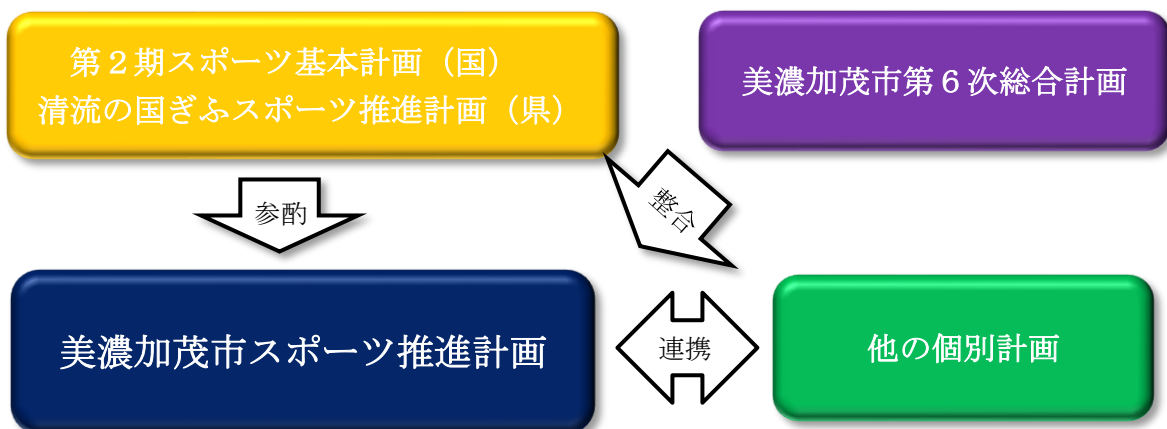 第２期スポーツ基本計画（国）
清流の国ぎふスポーツ推進計画（県）
美濃加茂市第６次総合計画
参酌
整合
美濃加茂市スポーツ推進計画
連携
他の個別計画